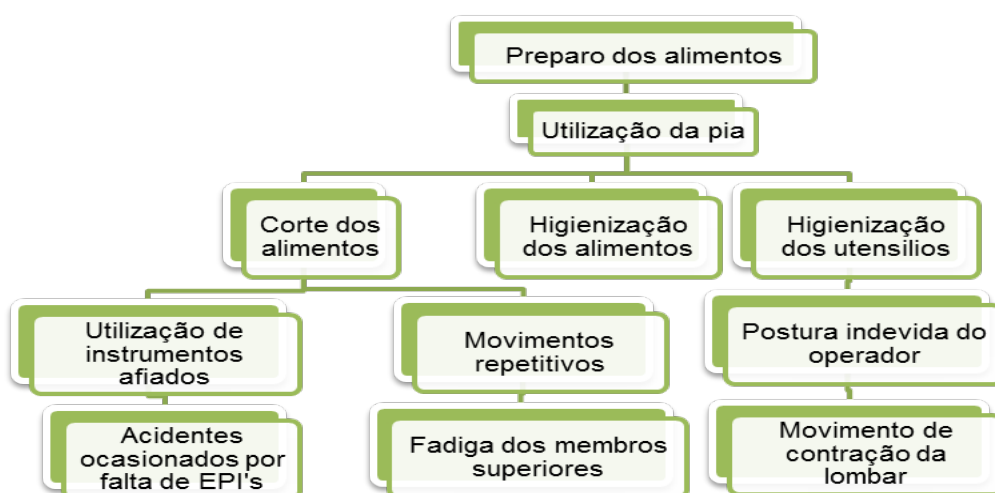 Preparo dos alimentos
Utilização da pia
Corte dos
alimentos
Higienização
dos alimentos
Higienização
dos utensilios
Utilização de
instrumentos
afiados
Movimentos
repetitivos
Postura indevida do
operador
Acidentes
ocasionados por
falta de EPI's
Fadiga dos membros
superiores
Movimento de
contração da
lombar